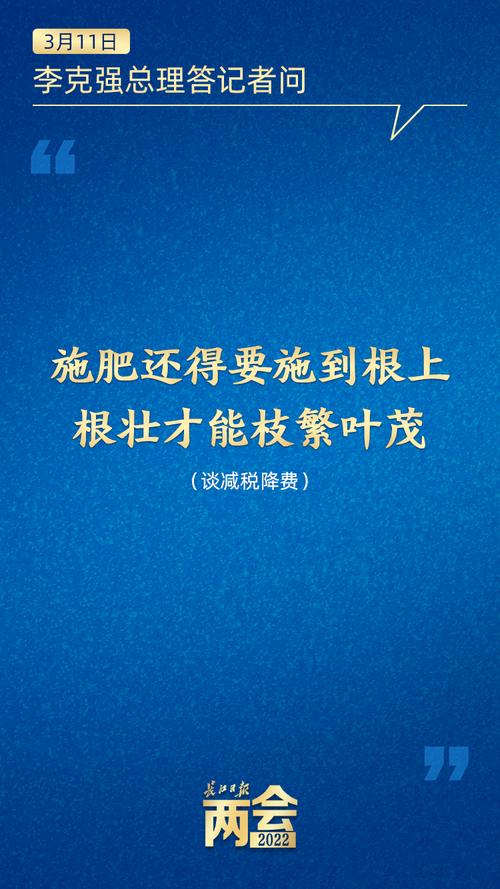 3月11日
李克强总理答记者问
“
施肥还得要施到根上
根壮才能枝繁叶茂
（谈减税降费）
”
长江日报
两会
2022